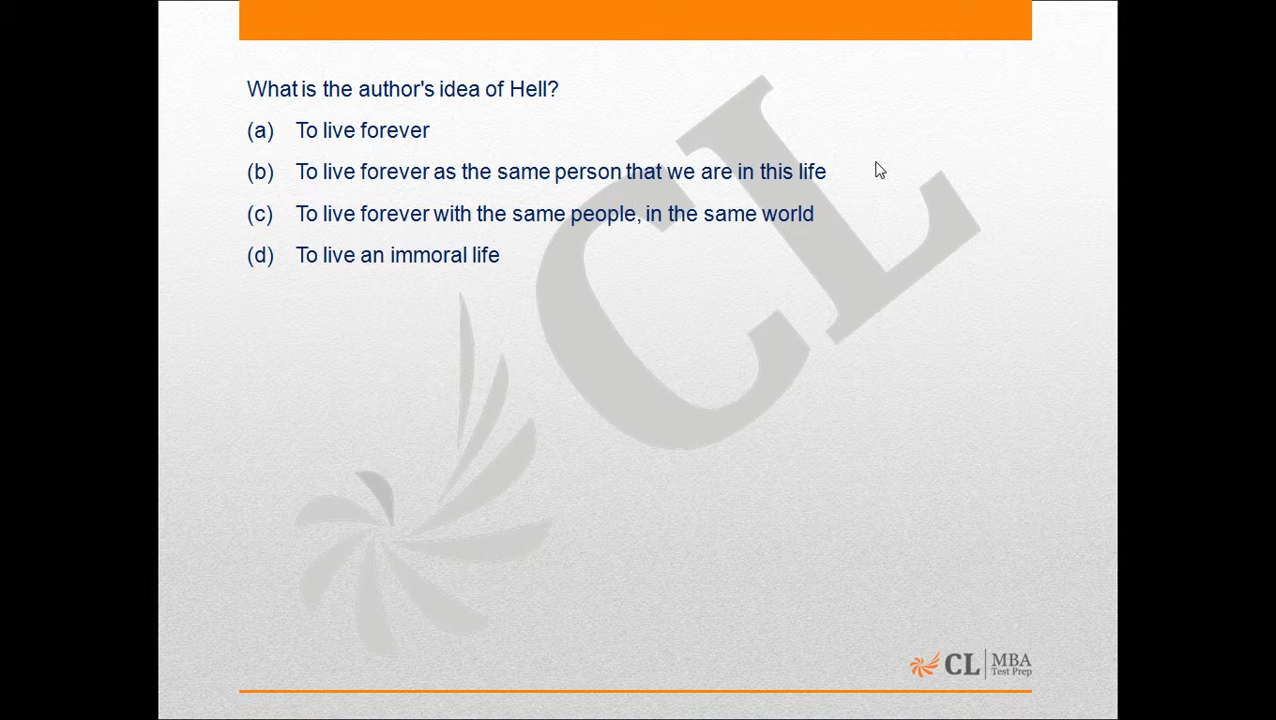 What is the author's idea of Hell?
(a) To live forever
(b) To live forever as the same person that we are in this life
(c) To live forever with the same people, in the same world
(d) To live an immoral life
CL
CL MBA
Test Prep